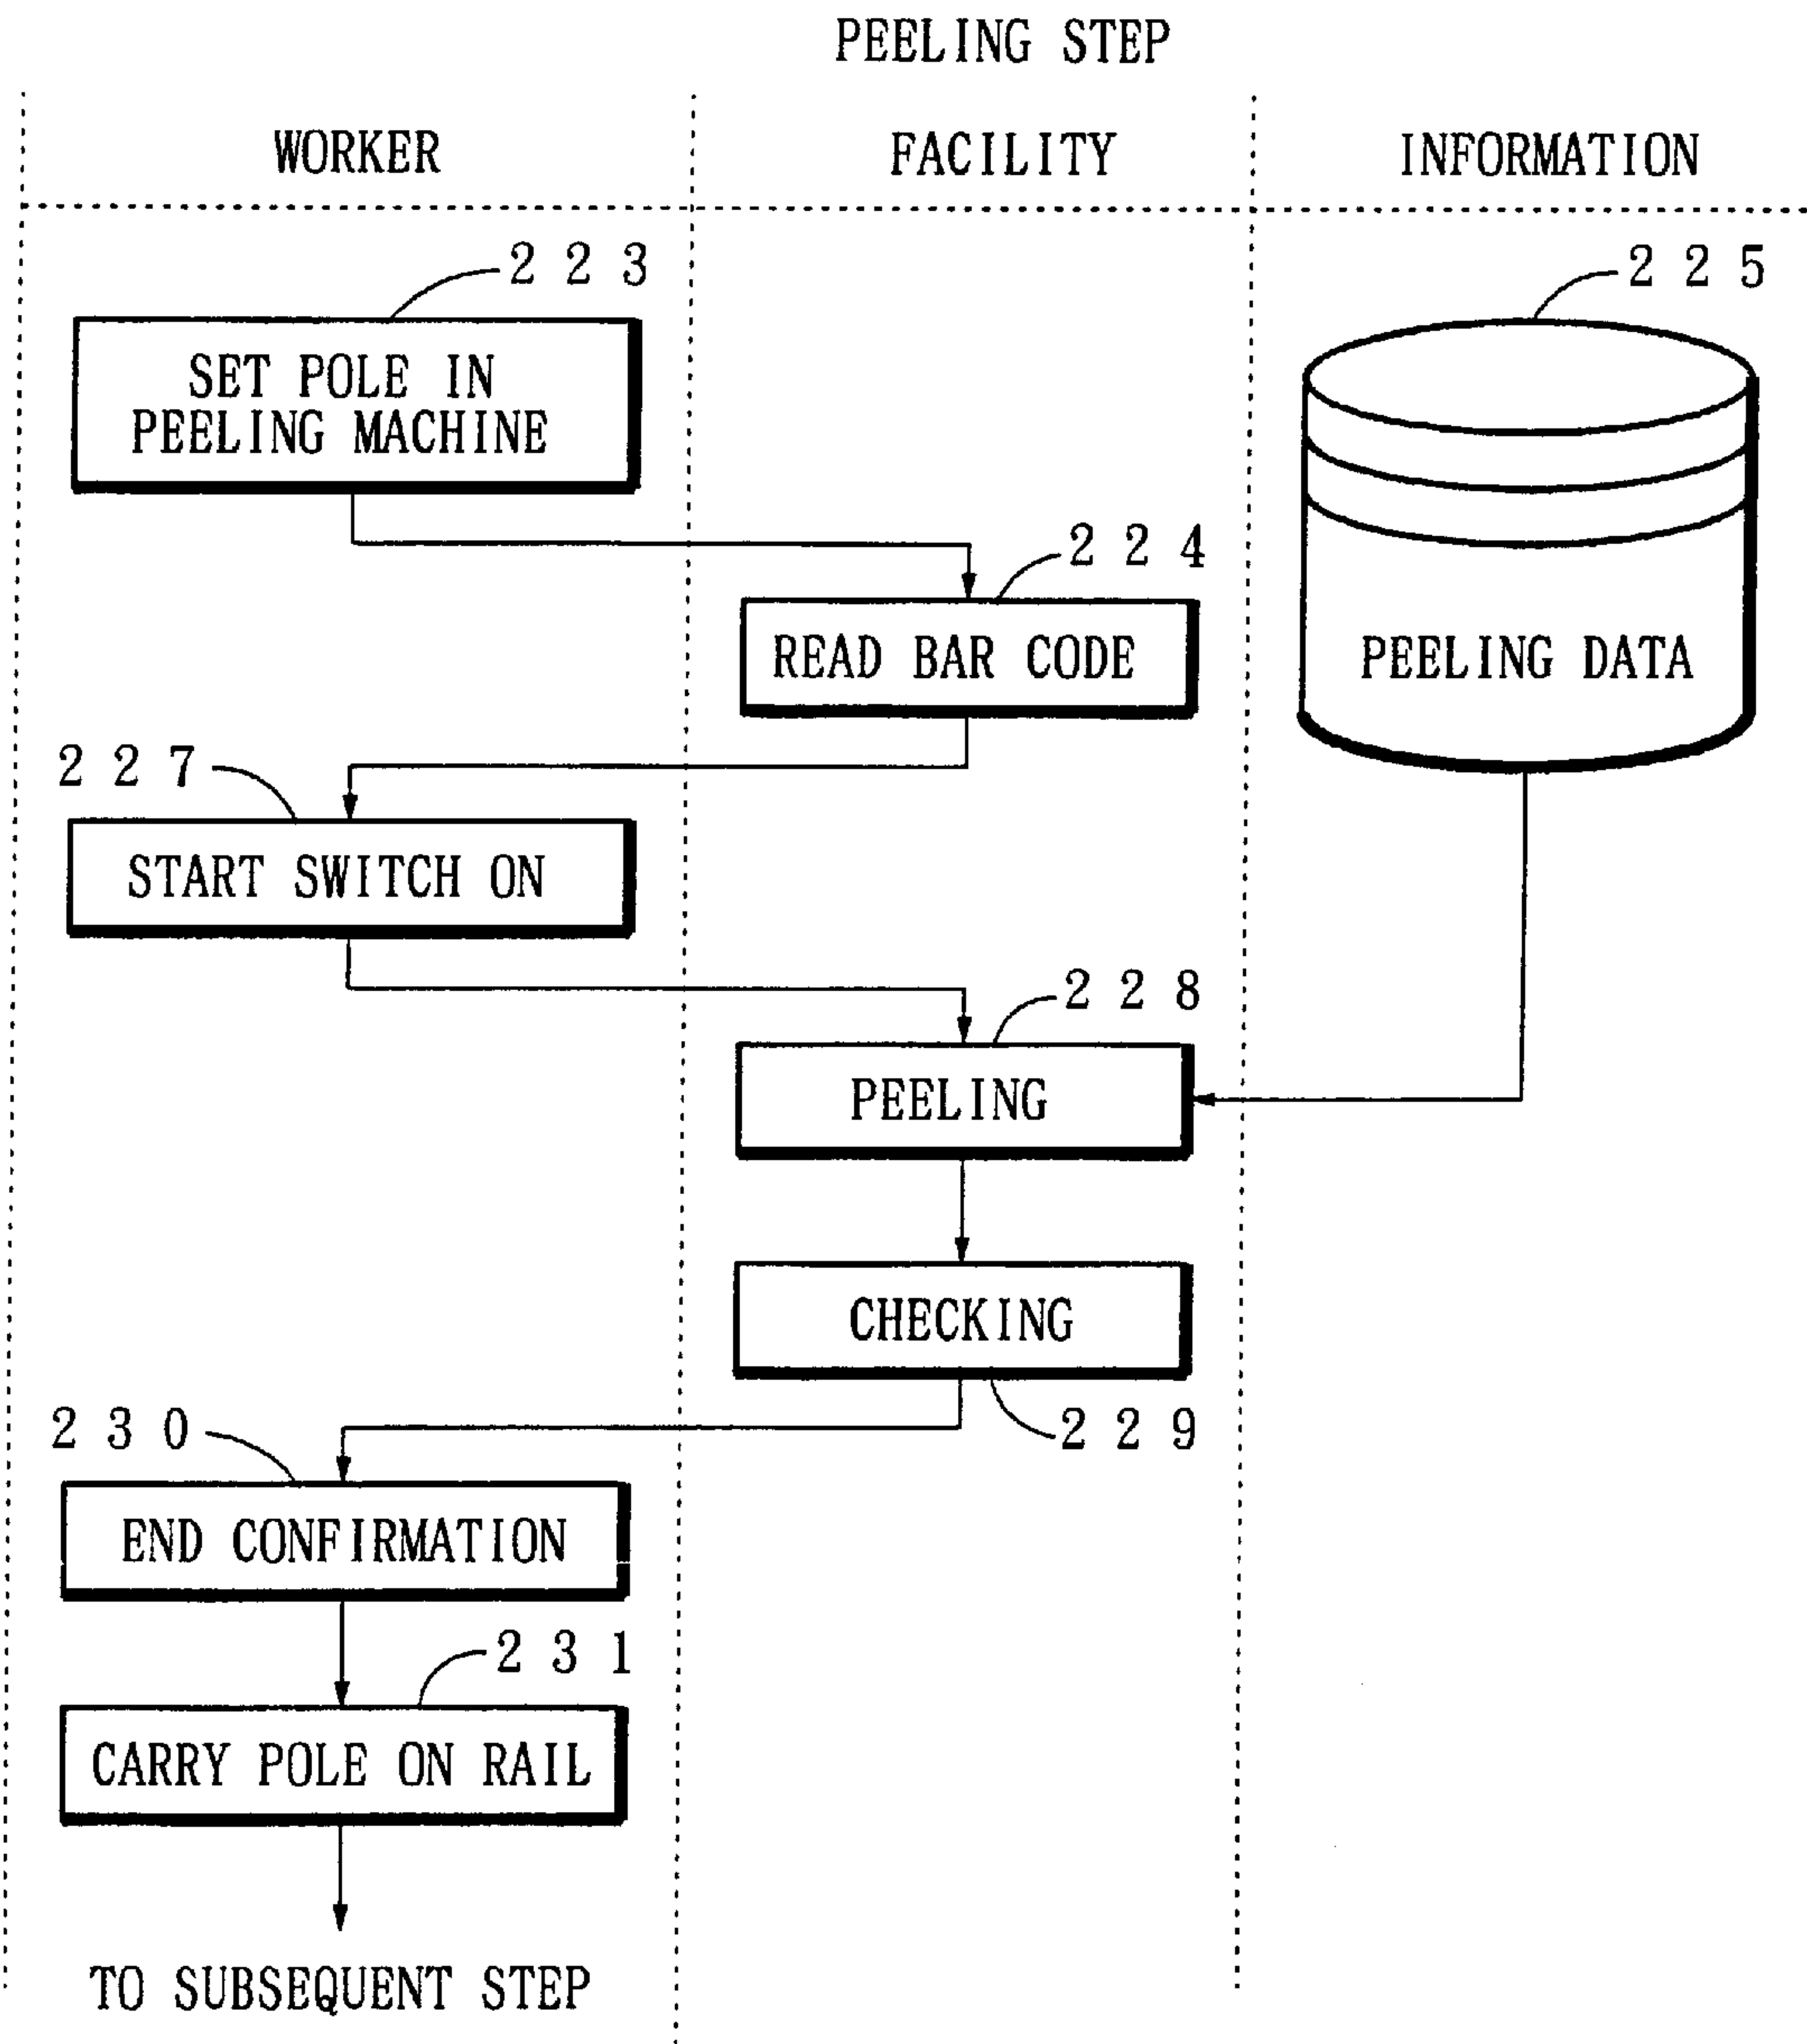 PEELING STEP
WORKER
FACILITY
INFORMATION
223
225
SET POLE IN
PEELING MACHINE
224
READ BAR CODE
PEELING DATA
227
START SWITCH ON
228
PEELING
CHECKING
229
230
END CONFIRMATION
231
CARRY POLE ON RAIL
TO SUBSEQUENT STEP